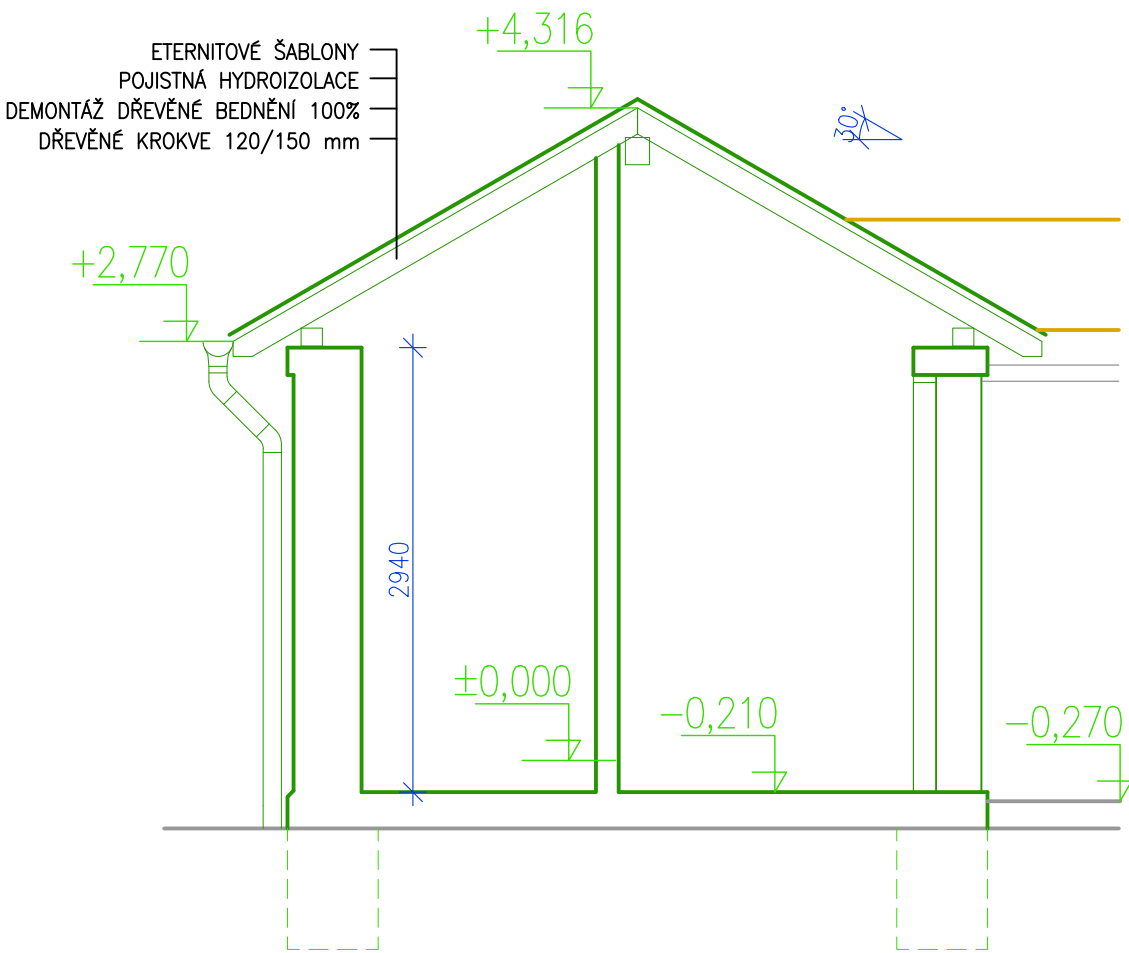 +4,316
ETERNITOVÉ ŠABLONY
POJISTNÁ HYDROIZOLACE
DEMONTÁŽ DŘEVĚNÉ BEDNĚNÍ 100%
DŘEVĚNÉ KROKVE 120/150 mm
30°
+2,770
2940
±0,000
-0,210
-0,270